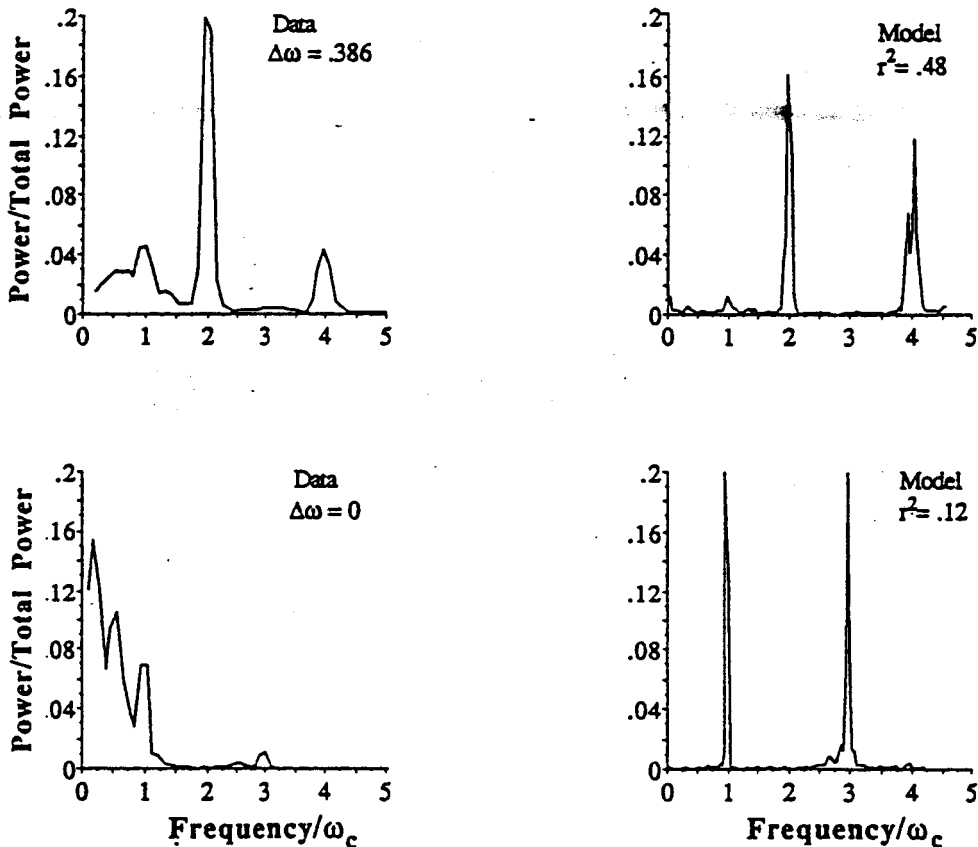 Data
Δω = .386
Power/Total Power
.2
.16
.12
.08
.04
0
0 1 2 3 4 5
Model
r² = .48
.2
.16
.12
.08
.04
0
0 1 2 3 4 5
Data
Δω = 0
Power/Total Power
.2
.16
.12
.08
.04
0
0 1 2 3 4 5
Frequency/ω_c
Model
r² = .12
.2
.16
.12
.08
.04
0
0 1 2 3 4 5
Frequency/ω_c